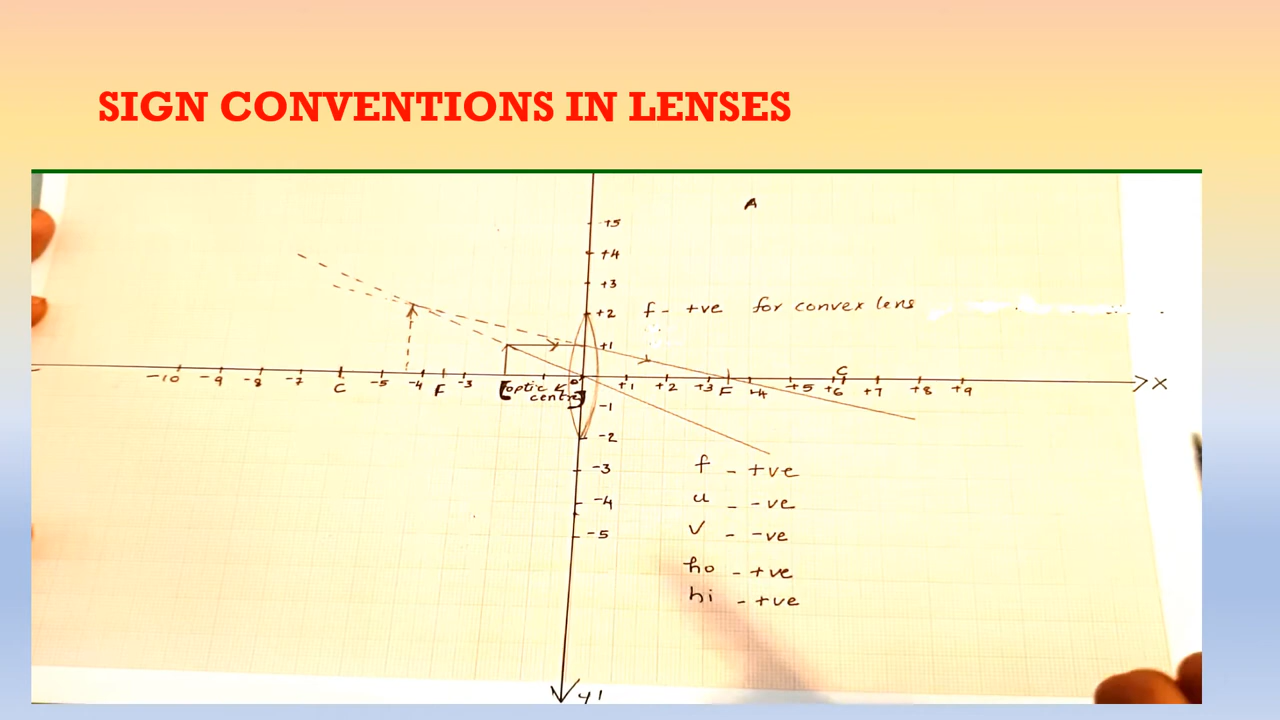 SIGN CONVENTIONS IN LENSES
A
+5
+4
+3
+2
f - +ve for convex lens
+1
-10 -9 -8 -7 C -5 -4 F -3 [optic centre] 0 +1 +2 +3 F +4 +5 +6 C +7 +8 +9 X
-1
-2
-3
-4
-5
f - +ve
u - -ve
v - -ve
ho - +ve
hi - +ve
y1